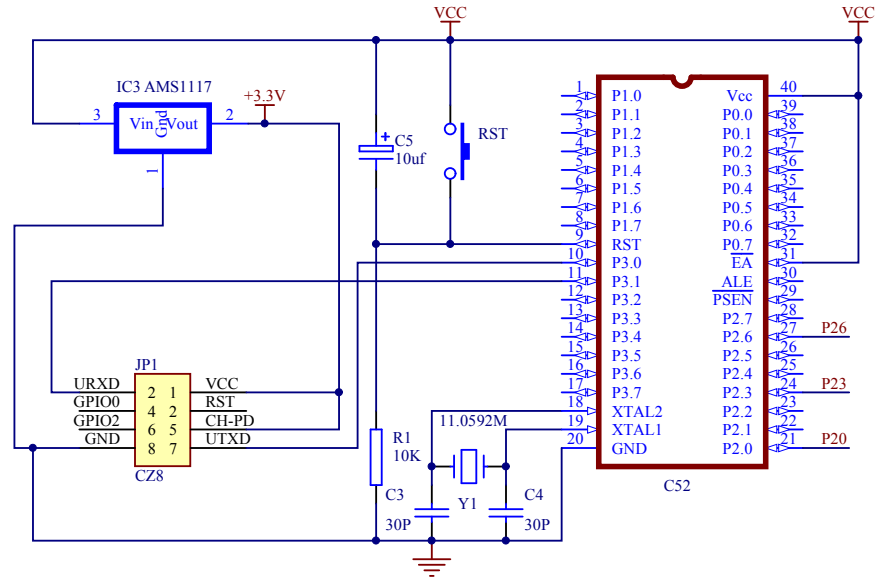 VCC
VCC
IC3 AMS1117
+3.3V
3
Vin
Gnd
Vout
2
1
C5
+
10uf
RST
1
2
3
4
5
6
7
8
9
10
11
12
13
14
15
16
17
18
19
20
P1.0
P1.1
P1.2
P1.3
P1.4
P1.5
P1.6
P1.7
RST
P3.0
P3.1
P3.2
P3.3
P3.4
P3.5
P3.6
P3.7
XTAL2
XTAL1
GND
Vcc
P0.0
P0.1
P0.2
P0.3
P0.4
P0.5
P0.6
P0.7
EA
ALE
PSEN
P2.7
P2.6
P2.5
P2.4
P2.3
P2.2
P2.1
P2.0
40
39
38
37
36
35
34
33
32
31
30
29
28
27
26
25
24
23
22
21
P26
P23
P20
C52
JP1
URXD 2 1 VCC
GPIO0 4 2 RST
GPIO2 6 5 CH-PD
GND 8 7 UTXD
CZ8
R1
10K
11.0592M
Y1
C3
30P
C4
30P